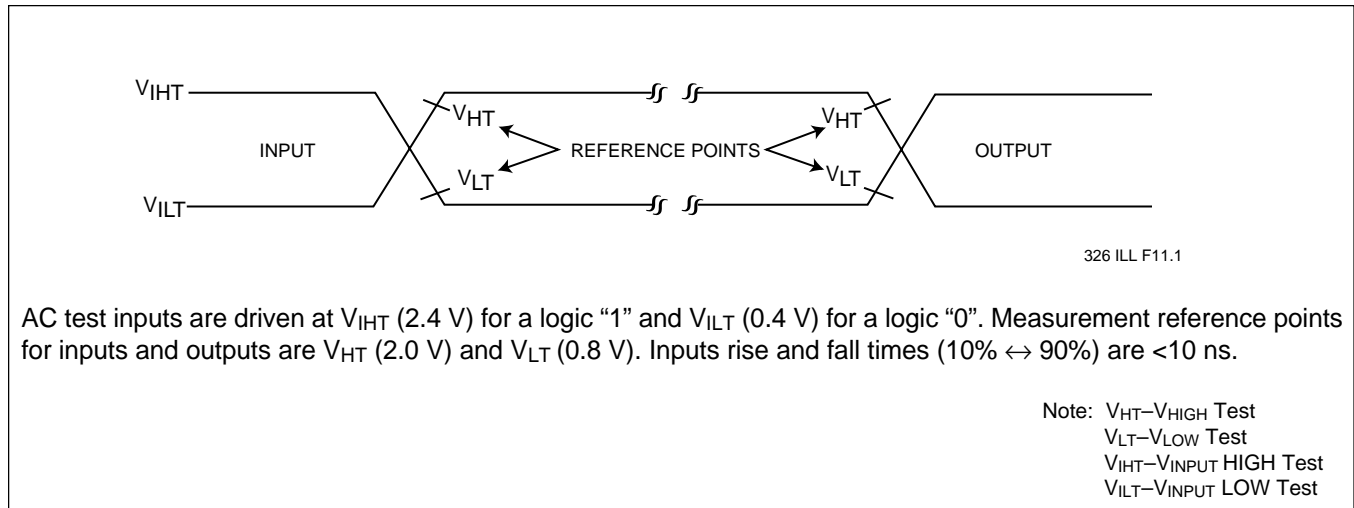 VIHT
VHT
VHT
INPUT
REFERENCE POINTS
OUTPUT
VLT
VLT
VILT
326 ILL F11.1
AC test inputs are driven at VIHT (2.4 V) for a logic “1” and VILT (0.4 V) for a logic “0”. Measurement reference points
for inputs and outputs are VHT (2.0 V) and VLT (0.8 V). Inputs rise and fall times (10% ↔ 90%) are <10 ns.
Note: VHT–VHIGH Test
VLT–VLOW Test
VIHT–VINPUT HIGH Test
VILT–VINPUT LOW Test